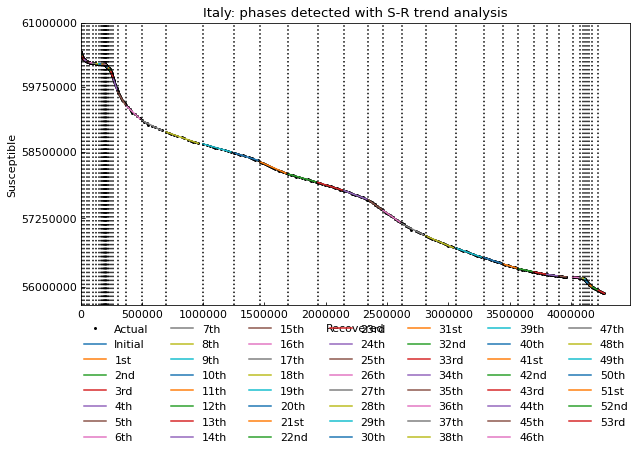 Italy: phases detected with S-R trend analysis
61000000
59750000
58500000
57250000
56000000
Susceptible
0 500000 1000000 1500000 2000000 2500000 3000000 3500000 4000000
Recovered
Actual 7th 15th 23rd 31st 39th 47th
Initial 8th 16th 24th 32nd 40th 48th
1st 9th 17th 25th 33rd 41st 49th
2nd 10th 18th 26th 34th 42nd 50th
3rd 11th 19th 27th 35th 43rd 51st
4th 12th 20th 28th 36th 44th 52nd
5th 13th 21st 29th 37th 45th 53rd
6th 14th 22nd 30th 38th 46th